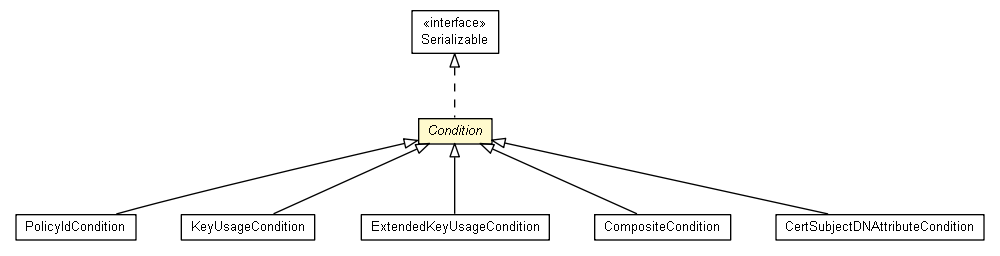 «interface»
Serializable
Condition
PolicyIdCondition
KeyUsageCondition
ExtendedKeyUsageCondition
CompositeCondition
CertSubjectDNAttributeCondition